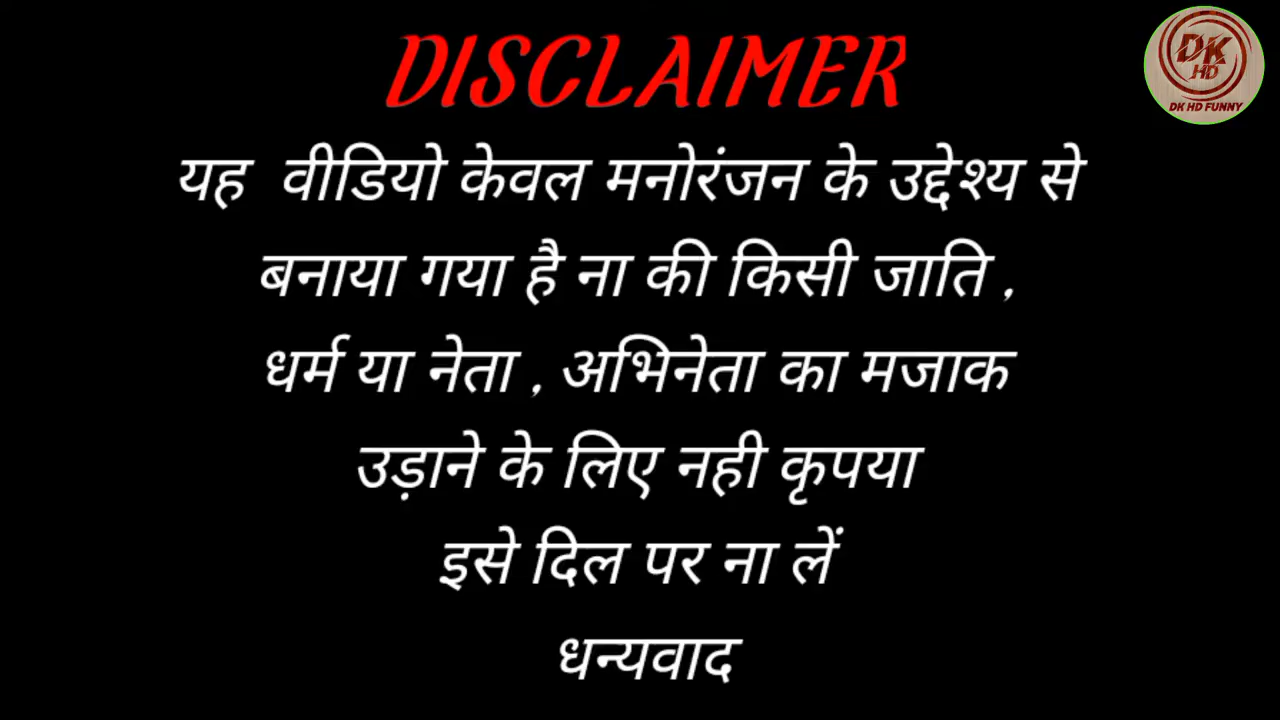 DISCLAIMER
DK
HD
DK HD FUNNY
यह वीडियो केवल मनोरंजन के उद्देश्य से
बनाया गया है ना की किसी जाति ,
धर्म या नेता , अभिनेता का मजाक
उड़ाने के लिए नही कृपया
इसे दिल पर ना लें
धन्यवाद